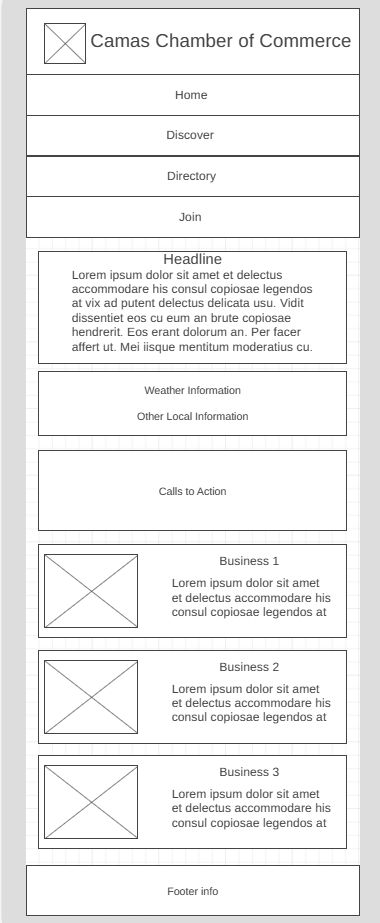 Camas Chamber of Commerce
Home
Discover
Directory
Join
Headline
Lorem ipsum dolor sit amet et delectus
accommodare his consul copiosae legendos
at vix ad putent delectus delicata usu. Vidit
dissentiet eos cu eum an brute copiosae
hendrerit. Eos erant dolorum an. Per facer
affert ut. Mei iisque mentitum moderatius cu.
Weather Information
Other Local Information
Calls to Action
Business 1
Lorem ipsum dolor sit amet
et delectus accommodare his
consul copiosae legendos at
Business 2
Lorem ipsum dolor sit amet
et delectus accommodare his
consul copiosae legendos at
Business 3
Lorem ipsum dolor sit amet
et delectus accommodare his
consul copiosae legendos at
Footer info